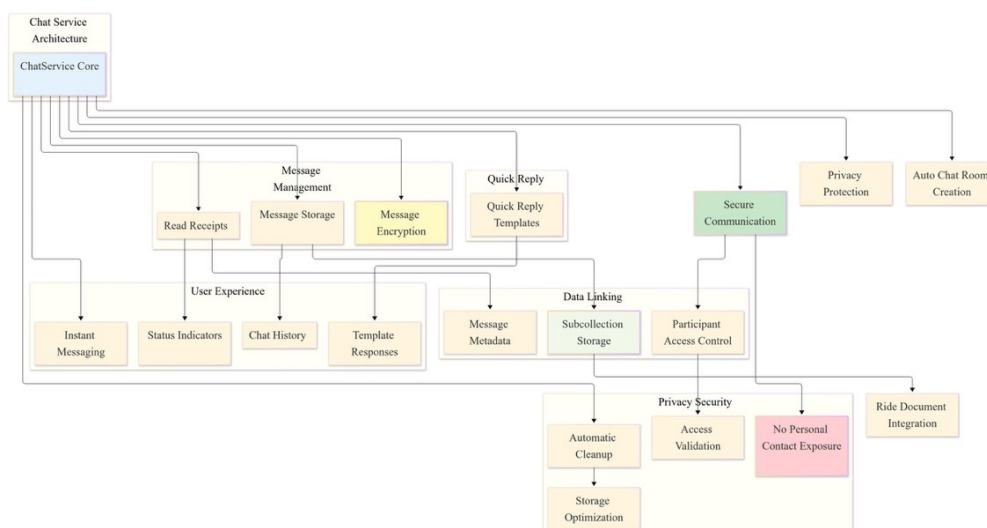 Chat Service
Architecture
ChatService Core
Message
Management
Read Receipts
Message Storage
Message
Encryption
Quick Reply
Quick Reply
Templates
Secure
Communication
Privacy
Protection
Auto Chat Room
Creation
User Experience
Instant
Messaging
Status Indicators
Chat History
Template
Responses
Data Linking
Message
Metadata
Subcollection
Storage
Participant
Access Control
Privacy Security
Automatic
Cleanup
Access
Validation
No Personal
Contact Exposure
Ride Document
Integration
Storage
Optimization